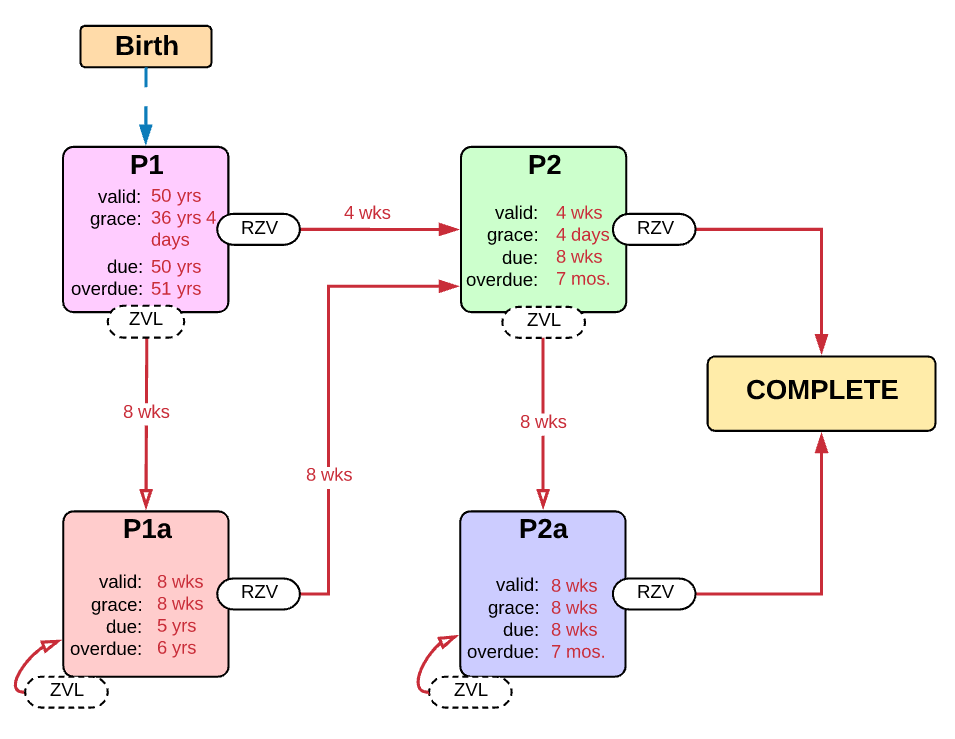 Birth
P1
valid: 50 yrs
grace: 36 yrs 4
days
due: 50 yrs
overdue: 51 yrs
RZV
ZVL
4 wks
P2
valid: 4 wks
grace: 4 days
due: 8 wks
overdue: 7 mos.
RZV
ZVL
8 wks
8 wks
8 wks
COMPLETE
P1a
valid: 8 wks
grace: 8 wks
due: 5 yrs
overdue: 6 yrs
RZV
ZVL
P2a
valid: 8 wks
grace: 8 wks
due: 8 wks
overdue: 7 mos.
RZV
ZVL